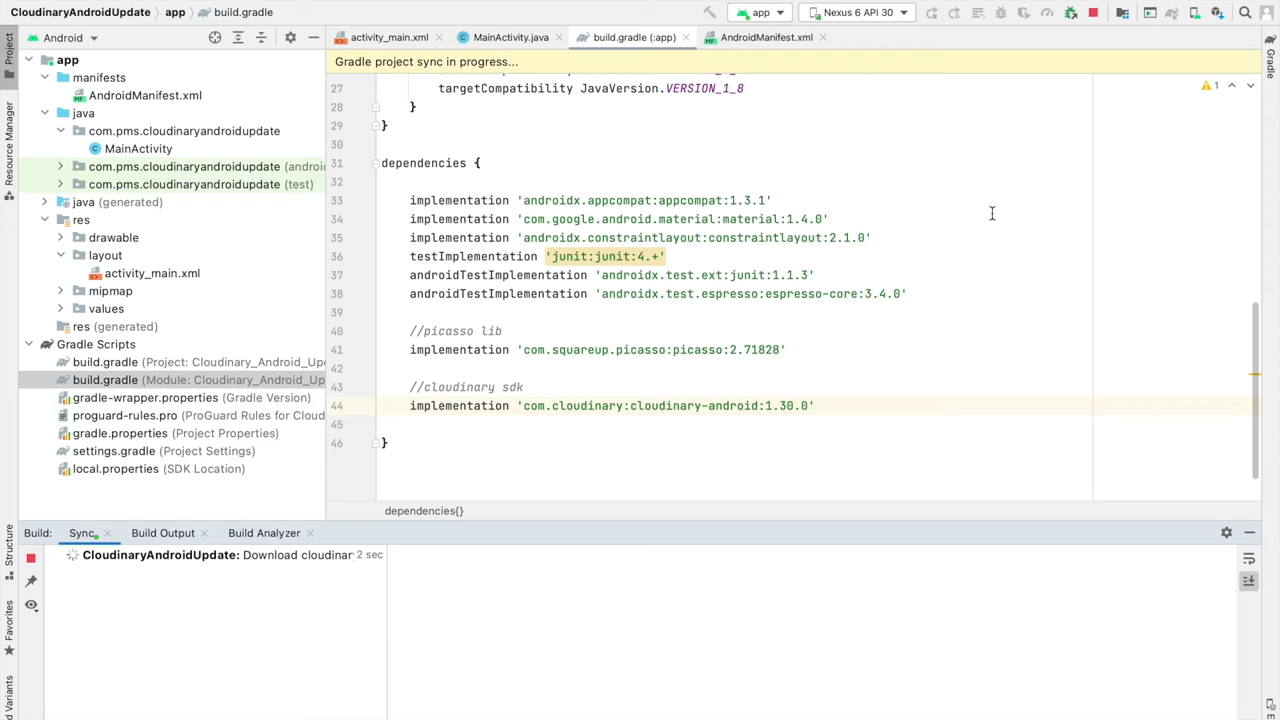 CloudinaryAndroidUpdate app build.gradle app Nexus 6 API 30
Project
Resource Manager
Structure
Favorites
Variants
Gradle
Android
activity_main.xml MainActivity.java build.gradle (:app) AndroidManifest.xml
app
manifests
AndroidManifest.xml
java
com.pms.cloudinaryandroidupdate
MainActivity
com.pms.cloudinaryandroidupdate
com.pms.cloudinaryandroidupdate (test)
java (generated)
res
drawable
layout
activity_main.xml
mipmap
values
res (generated)
Gradle Scripts
build.gradle (Project: Cloudinary_Android_Up
build.gradle (Module: Cloudinary_Android_Up
gradle-wrapper.properties (Gradle Version)
proguard-rules.pro (ProGuard Rules for Cloud
gradle.properties (Project Properties)
settings.gradle (Project Settings)
local.properties (SDK Location)
Gradle project sync in progress...
1
27 targetCompatibility JavaVersion.VERSION_1_8
28 }
29 }
30
31 dependencies {
32
33 implementation 'androidx.appcompat:appcompat:1.3.1'
34 implementation 'com.google.android.material:material:1.4.0'
35 implementation 'androidx.constraintlayout:constraintlayout:2.1.0'
36 testImplementation 'junit:junit:4.+'
37 androidTestImplementation 'androidx.test.ext:junit:1.1.3'
38 androidTestImplementation 'androidx.test.espresso:espresso-core:3.4.0'
39
40 //picasso lib
41 implementation 'com.squareup.picasso:picasso:2.71828'
42
43 //cloudinary sdk
44 implementation 'com.cloudinary:cloudinary-android:1.30.0'
45
46 }
dependencies{}
Build: Sync Build Output Build Analyzer
CloudinaryAndroidUpdate: Download cloudinar 2 sec